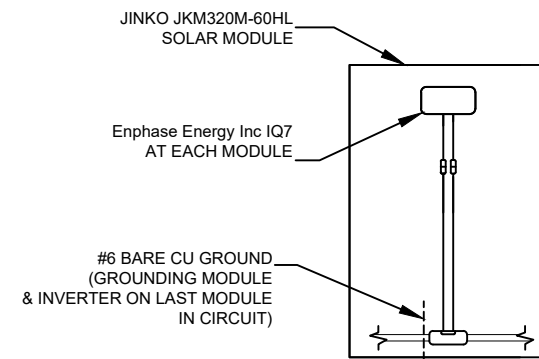 JINKO JKM320M-60HL
SOLAR MODULE
Enphase Energy Inc IQ7
AT EACH MODULE
#6 BARE CU GROUND
(GROUNDING MODULE
& INVERTER ON LAST MODULE
IN CIRCUIT)